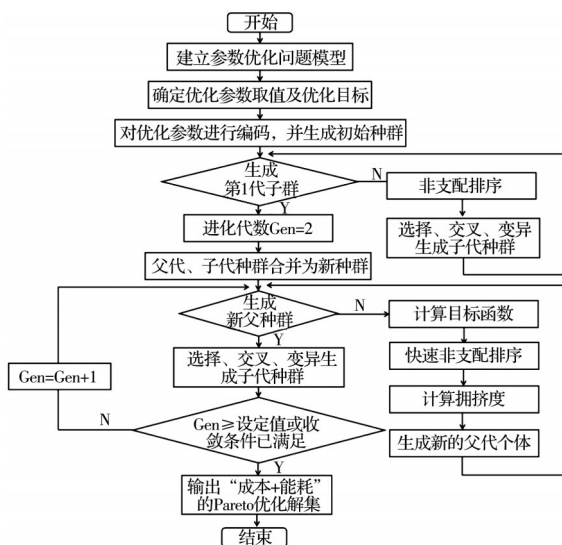 开始
建立参数优化问题模型
确定优化参数取值及优化目标
对优化参数进行编码，并生成初始种群
生成
第1代子群
N
非支配排序
Y
选择、交叉、变异
生成子代种群
进化代数Gen=2
父代、子代种群合并为新种群
生成
新父种群
N
计算目标函数
Y
选择、交叉、变异生
成子代种群
快速非支配排序
Gen=Gen+1
计算拥挤度
N
Gen≥设定值或收
敛条件已满足
生成新的父代个体
Y
输出“成本+能耗”
的Pareto优化解集
结束